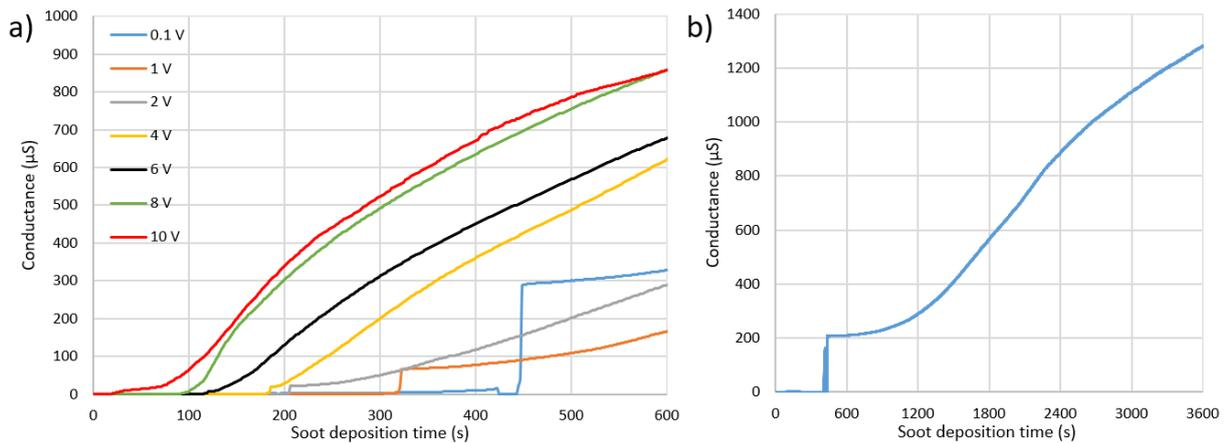 a)
Conductance (µS)
1000
900
800
700
600
500
400
300
200
100
0
0.1 V
1 V
2 V
4 V
6 V
8 V
10 V
0 100 200 300 400 500 600
Soot deposition time (s)
b)
Conductance (µS)
1400
1200
1000
800
600
400
200
0
0 600 1200 1800 2400 3000 3600
Soot deposition time (s)